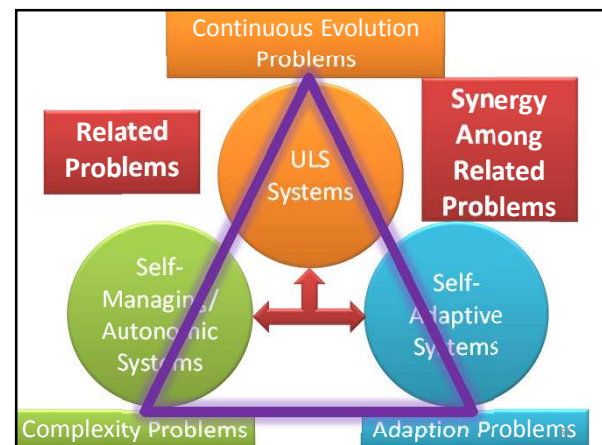 Continuous Evolution
Problems
Related
Problems
Synergy
Among
Related
Problems
ULS
Systems
Self-
Managing/
Autonomic
Systems
Self-
Adaptive
Systems
Complexity Problems
Adaption Problems